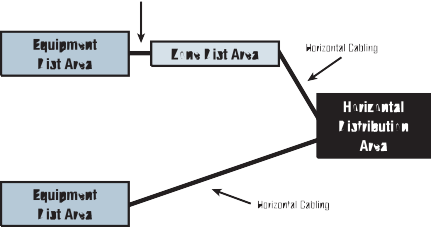 Equipment
Dist Area
Zone Dist Area
Horizontal Cabling
Horizontal
Distribution
Area
Equipment
Dist Area
Horizontal Cabling